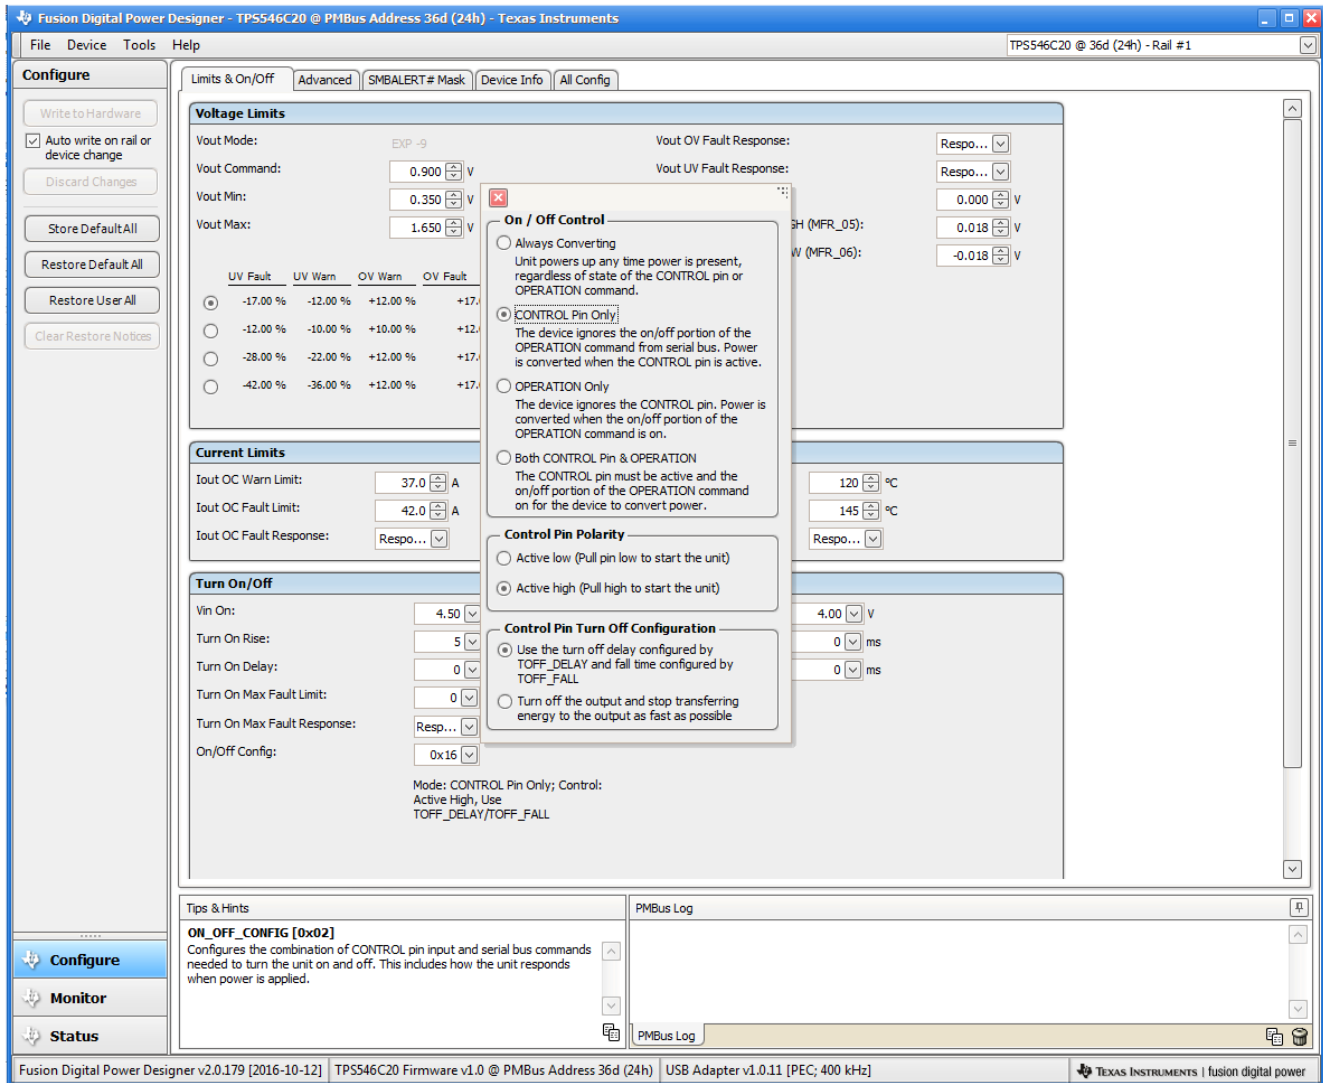 Fusion Digital Power Designer - TPS546C20 @ PMBus Address 36d (24h) - Texas Instruments
File Device Tools Help
TPS546C20 @ 36d (24h) - Rail #1
Configure
Write to Hardware
Auto write on rail or
device change
Discard Changes
Store Default All
Restore Default All
Restore User All
Clear Restore Notices
Limits & On/Off Advanced SMBALERT# Mask Device Info All Config
Voltage Limits
Vout Mode: EXP -9 Vout OV Fault Response: Respo...
Vout Command: 0.900 V Vout UV Fault Response: Respo...
Vout Min: 0.350 V 0.000 V
Vout Max: 1.650 V GH (MFR_05): 0.018 V
W (MFR_06): -0.018 V
UV Fault UV Warn OV Warn OV Fault
-17.00 % -12.00 % +12.00 % +17.
-12.00 % -10.00 % +10.00 % +12.
-28.00 % -22.00 % +12.00 % +17.
-42.00 % -36.00 % +12.00 % +17.
On / Off Control
Always Converting
Unit powers up any time power is present,
regardless of state of the CONTROL pin or
OPERATION command.
CONTROL Pin Only
The device ignores the on/off portion of the
OPERATION command from serial bus. Power
is converted when the CONTROL pin is active.
OPERATION Only
The device ignores the CONTROL pin. Power is
converted when the on/off portion of the
OPERATION command is on.
Both CONTROL Pin & OPERATION
The CONTROL pin must be active and the
on/off portion of the OPERATION command
on for the device to convert power.
Control Pin Polarity
Active low (Pull pin low to start the unit)
Active high (Pull high to start the unit)
Control Pin Turn Off Configuration
Use the turn off delay configured by
TOFF_DELAY and fall time configured by
TOFF_FALL
Turn off the output and stop transferring
energy to the output as fast as possible
Current Limits
Iout OC Warn Limit: 37.0 A 120 ºC
Iout OC Fault Limit: 42.0 A 145 ºC
Iout OC Fault Response: Respo... Respo...
Turn On/Off
Vin On: 4.50 4.00 V
Turn On Rise: 5 0 ms
Turn On Delay: 0 0 ms
Turn On Max Fault Limit: 0
Turn On Max Fault Response: Resp...
On/Off Config: 0x16
Mode: CONTROL Pin Only; Control:
Active High, Use
TOFF_DELAY/TOFF_FALL
Tips & Hints
ON_OFF_CONFIG [0x02]
Configures the combination of CONTROL pin input and serial bus commands
needed to turn the unit on and off. This includes how the unit responds
when power is applied.
PMBus Log
PMBus Log
Configure
Monitor
Status
Fusion Digital Power Designer v2.0.179 [2016-10-12] TPS546C20 Firmware v1.0 @ PMBus Address 36d (24h) USB Adapter v1.0.11 [PEC; 400 kHz] TEXAS INSTRUMENTS | fusion digital power